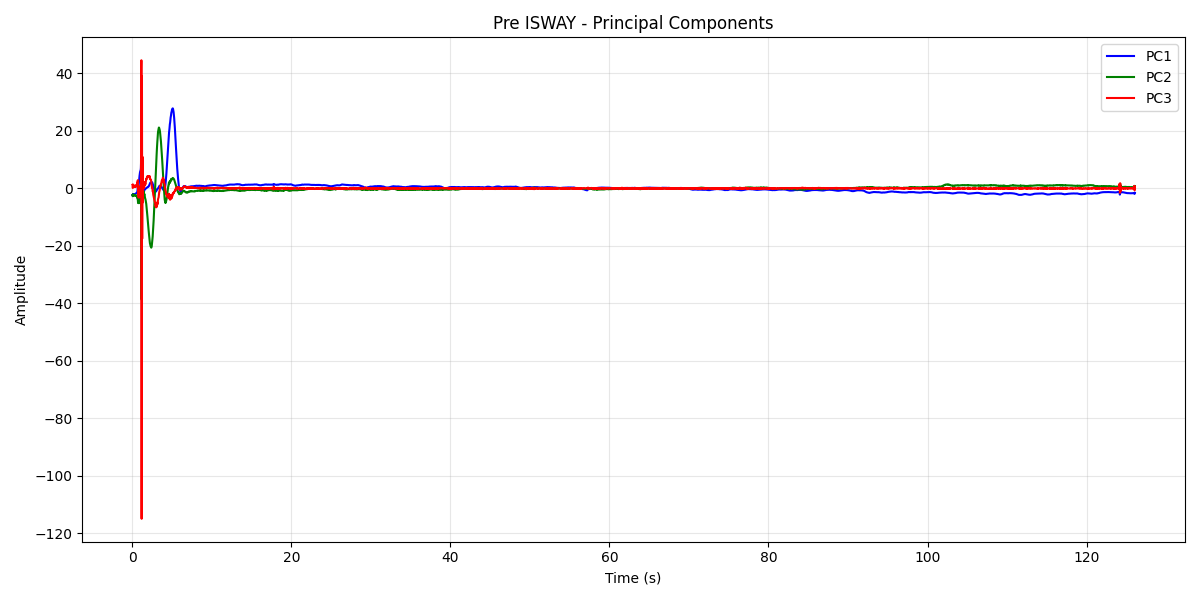 Pre ISWAY - Principal Components
PC1
PC2
PC3
Amplitude
40
20
0
−20
−40
−60
−80
−100
−120
0 20 40 60 80 100 120
Time (s)